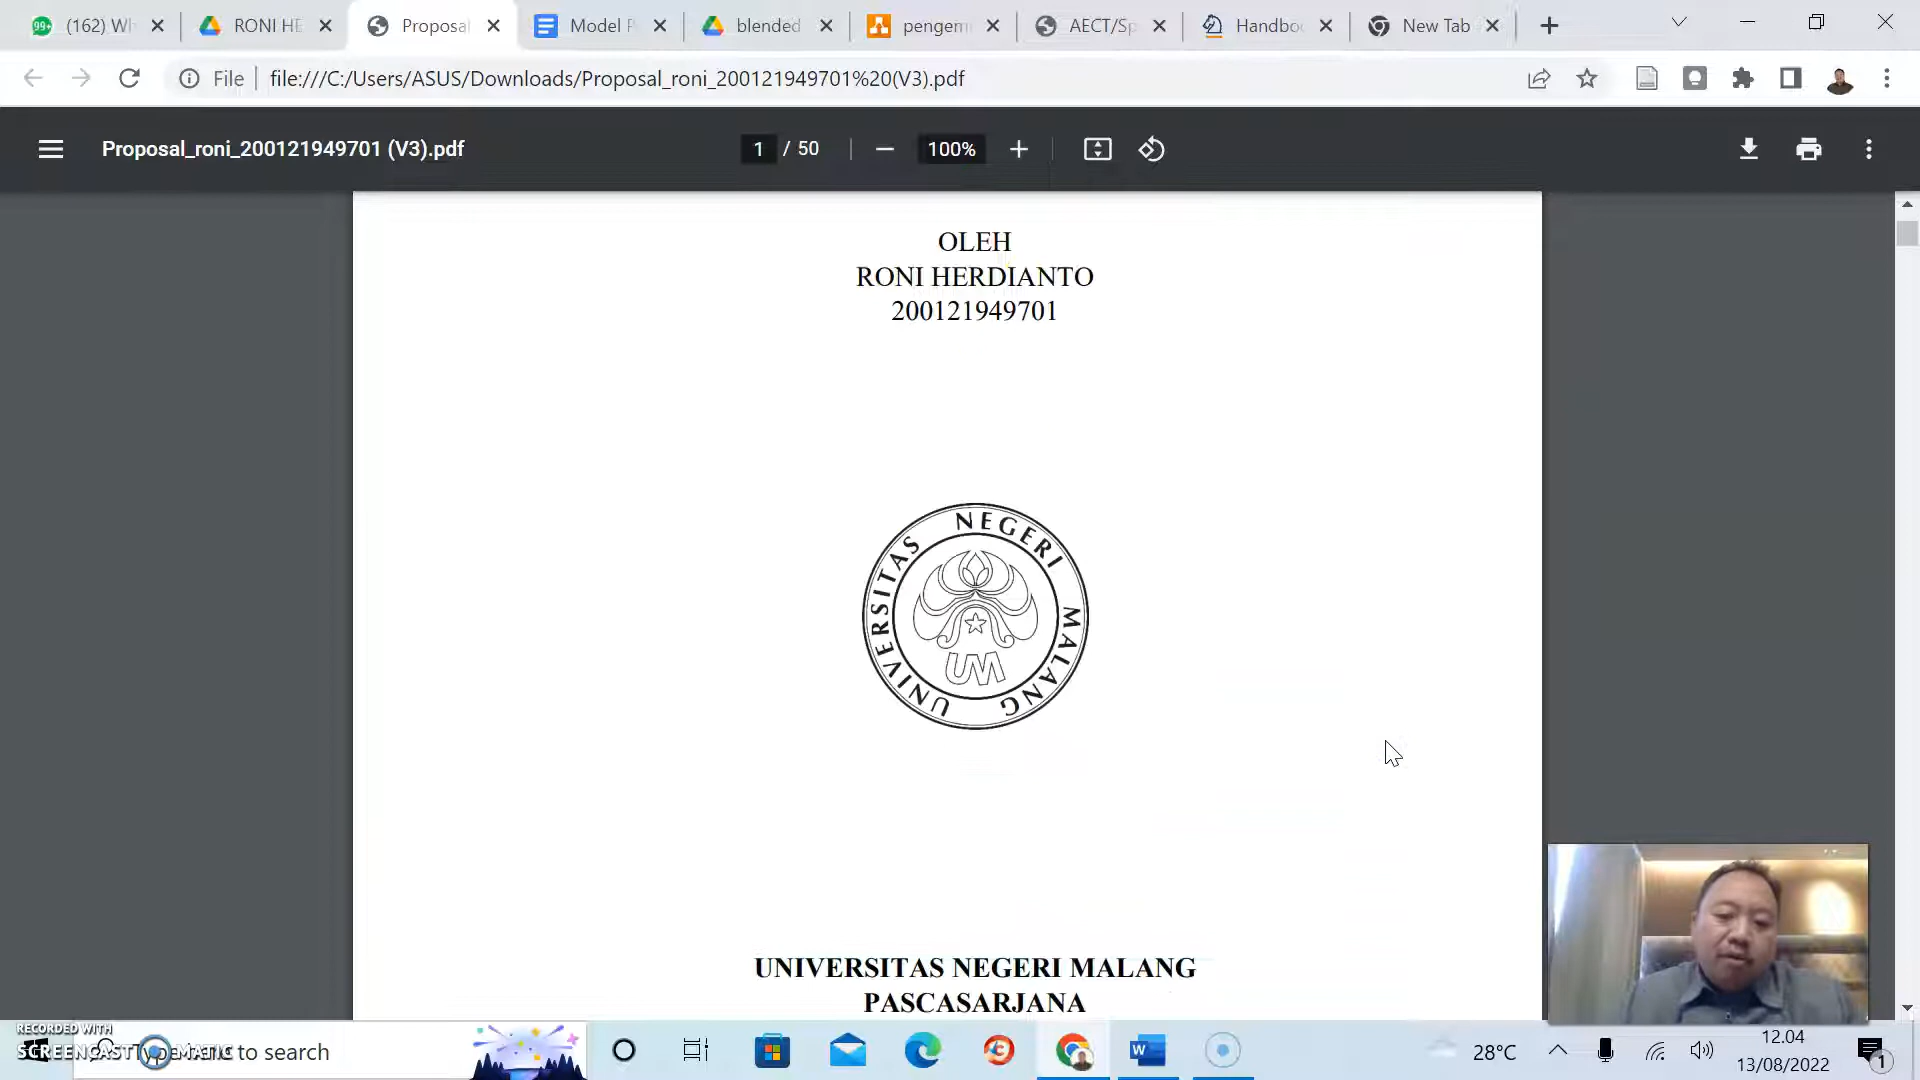 (162) W
RONI HE
Proposal
Model P
blended
pengem
AECT/Sp
Handbo
New Tab
File
file:///C:/Users/ASUS/Downloads/Proposal_roni_200121949701%20(V3).pdf
Proposal_roni_200121949701 (V3).pdf
1 / 50
100%
OLEH
RONI HERDIANTO
200121949701
UNIVERSITAS NEGERI MALANG
UM
UNIVERSITAS NEGERI MALANG
PASCASARJANA
RECORDED WITH
SCREENCAST MATIC
to search
28°C
12.04
13/08/2022
1